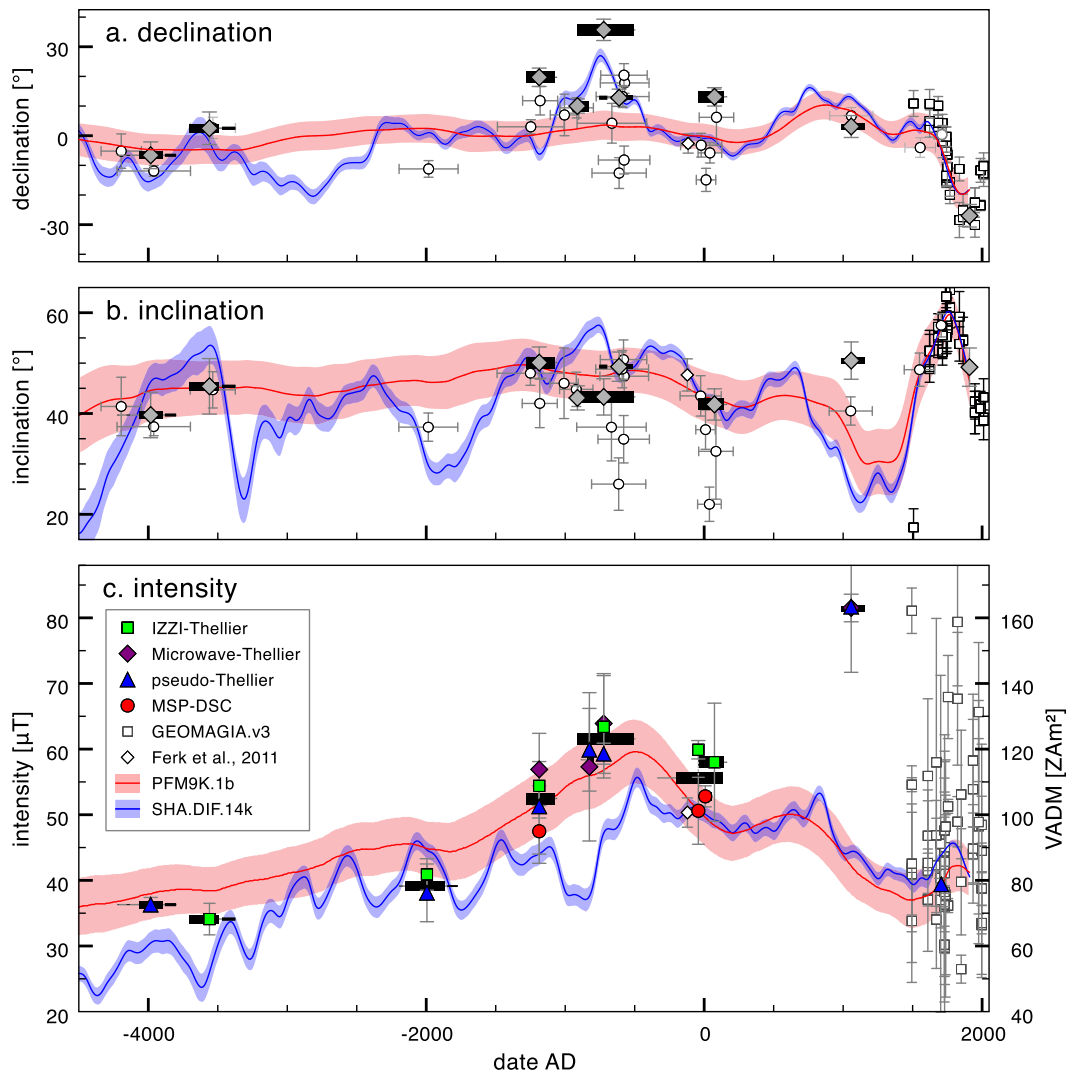 a. declination
declination [°]
30
0
-30
b. inclination
inclination [°]
60
40
20
c. intensity
intensity [µT]
80
70
60
50
40
30
20
IZZI-Thellier
Microwave-Thellier
pseudo-Thellier
MSP-DSC
GEOMAGIA.v3
Ferk et al., 2011
PFM9K.1b
SHA.DIF.14k
160
140
120
100
80
60
40
VADM [ZAm²]
-4000
-2000
0
2000
date AD